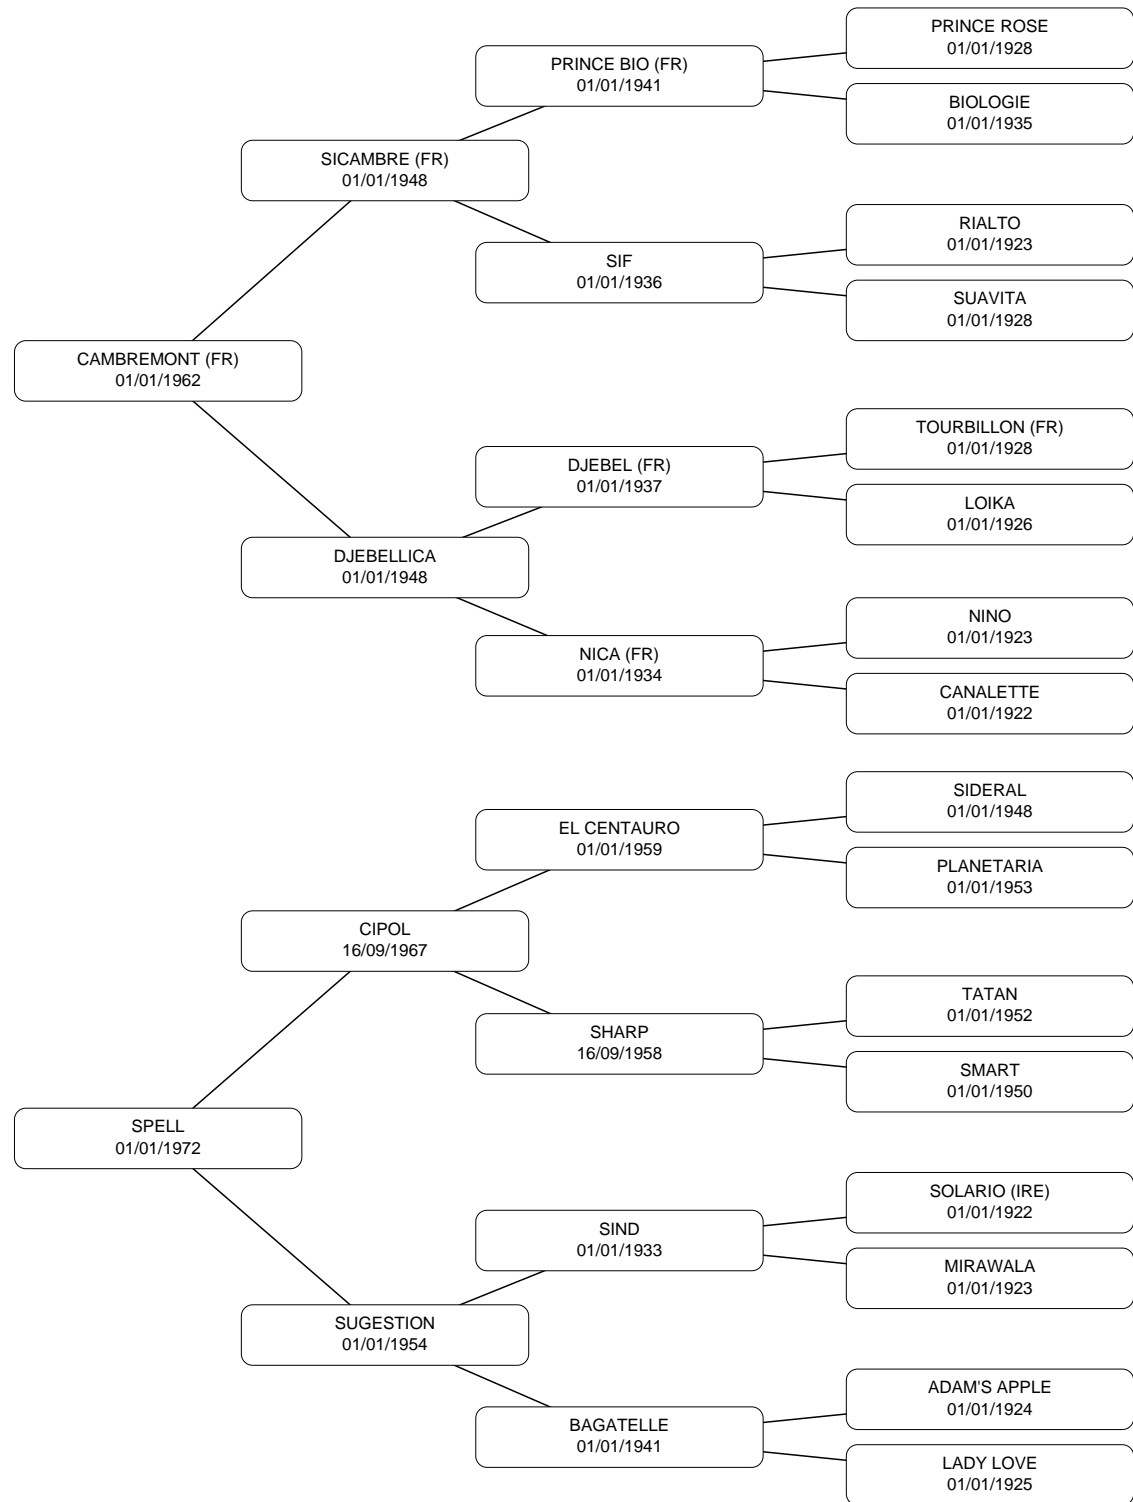 PRINCE ROSE
01/01/1928
PRINCE BIO (FR)
01/01/1941
BIOLOGIE
01/01/1935
SICAMBRE (FR)
01/01/1948
RIALTO
01/01/1923
SIF
01/01/1936
SUAVITA
01/01/1928
CAMBREMONT (FR)
01/01/1962
TOURBILLON (FR)
01/01/1928
DJEBEL (FR)
01/01/1937
LOIKA
01/01/1926
DJEBELLICA
01/01/1948
NINO
01/01/1923
NICA (FR)
01/01/1934
CANALETTE
01/01/1922
SIDERAL
01/01/1948
EL CENTAURO
01/01/1959
PLANETARIA
01/01/1953
CIPOL
16/09/1967
TATAN
01/01/1952
SHARP
16/09/1958
SMART
01/01/1950
SPELL
01/01/1972
SOLARIO (IRE)
01/01/1922
SIND
01/01/1933
MIRAWALA
01/01/1923
SUGESTION
01/01/1954
ADAM'S APPLE
01/01/1924
BAGATELLE
01/01/1941
LADY LOVE
01/01/1925